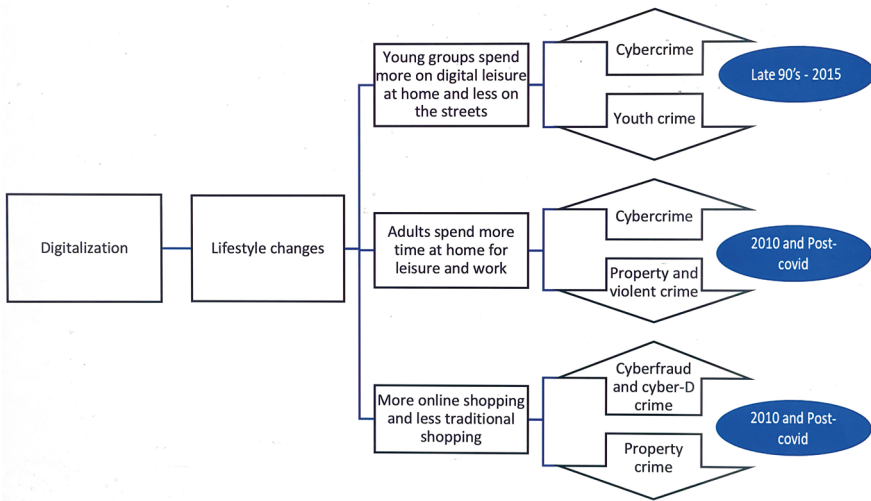 Young groups spend
more on digital leisure
at home and less on
the streets
Cybercrime
Late 90's - 2015
Youth crime
Digitalization
Lifestyle changes
Adults spend more
time at home for
leisure and work
Cybercrime
2010 and Post-
covid
Property and
violent crime
More online shopping
and less traditional
shopping
Cyberfraud
and cyber-D
crime
2010 and Post-
covid
Property
crime